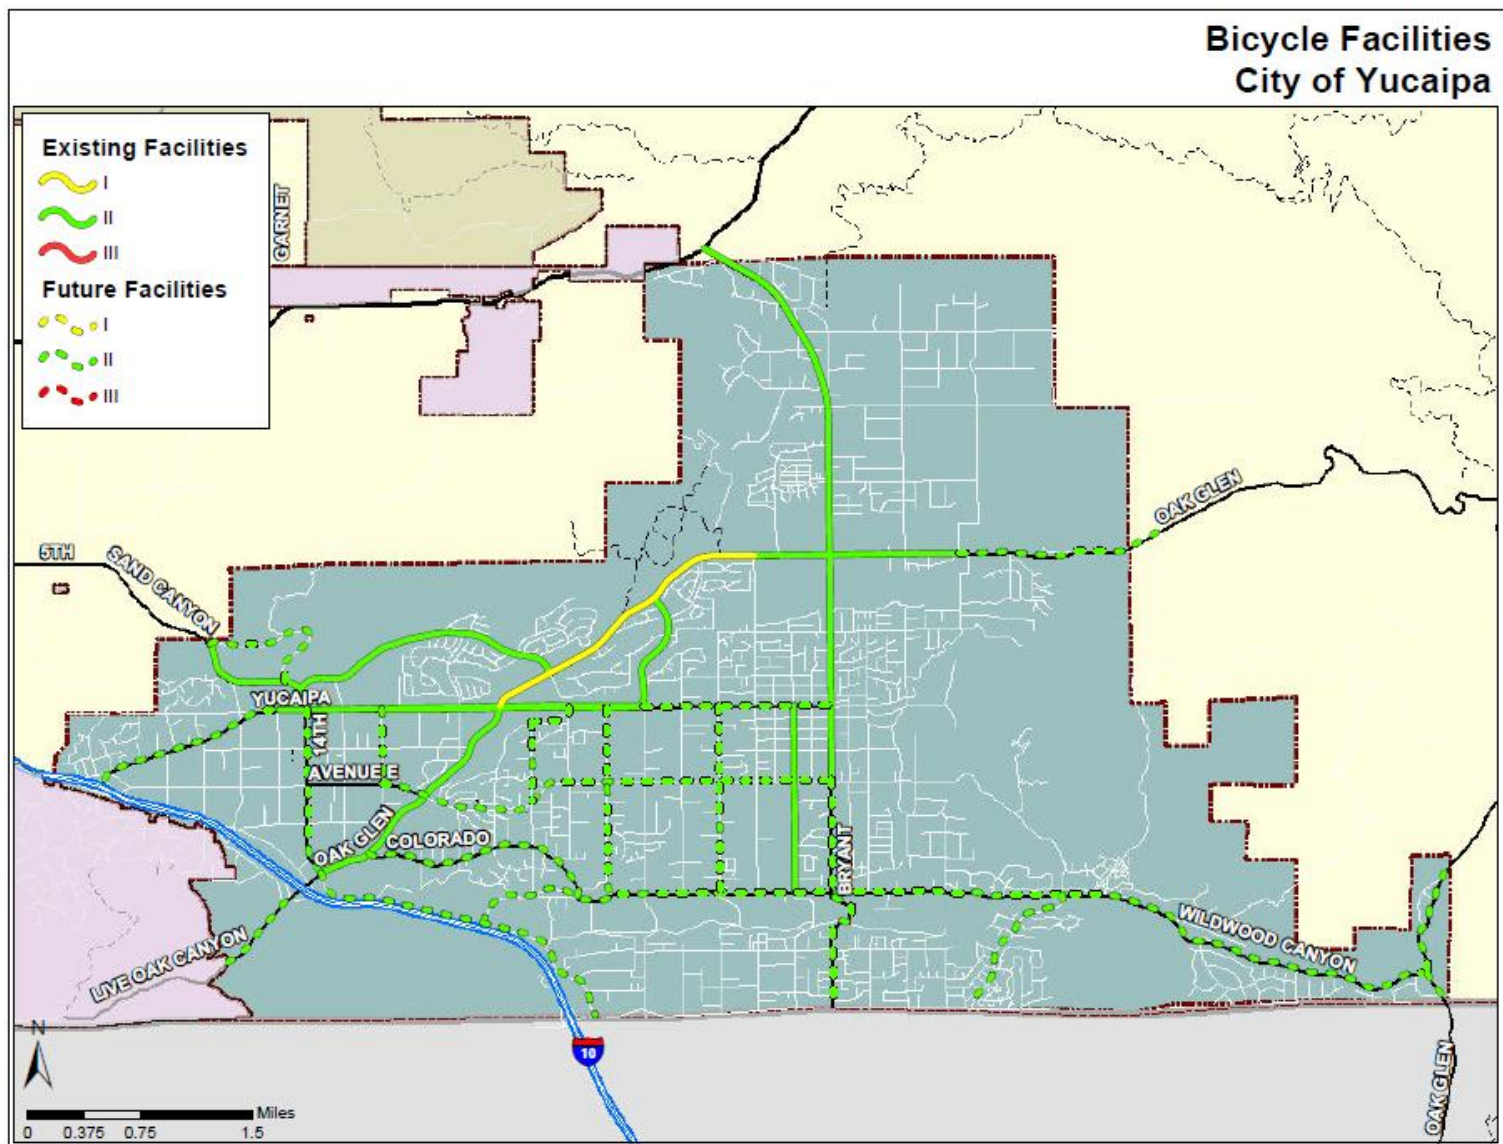 Bicycle Facilities
City of Yucaipa
Existing Facilities
I
II
III
Future Facilities
I
II
III
GARNET
OAK GLEN
5TH
SAND CANYON
YUCAIPA
14TH
AVENUE E
OAK GLEN
COLORADO
BRYANT
WILDWOOD CANYON
LIVE OAK CANYON
N
10
OAK GLEN
Miles
0 0.375 0.75 1.5